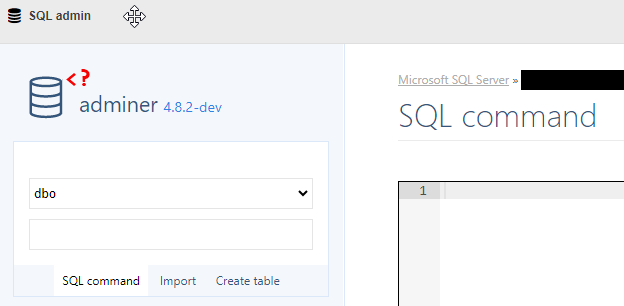 SQL admin
<?
adminer 4.8.2-dev
Microsoft SQL Server »
SQL command
dbo
1
SQL command Import Create table